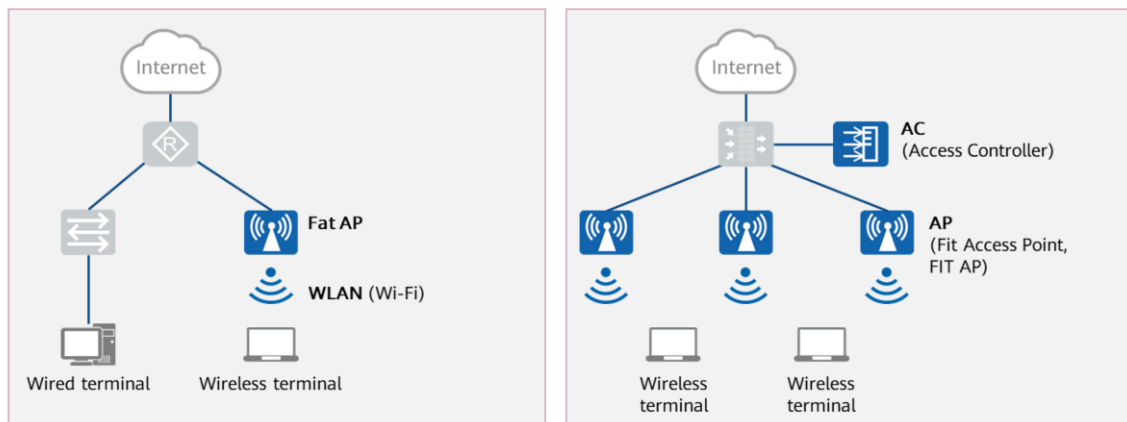 Internet
R
Fat AP
WLAN (Wi-Fi)
Wired terminal
Wireless terminal
Internet
AC
(Access Controller)
AP
(Fit Access Point,
FIT AP)
Wireless
terminal
Wireless
terminal